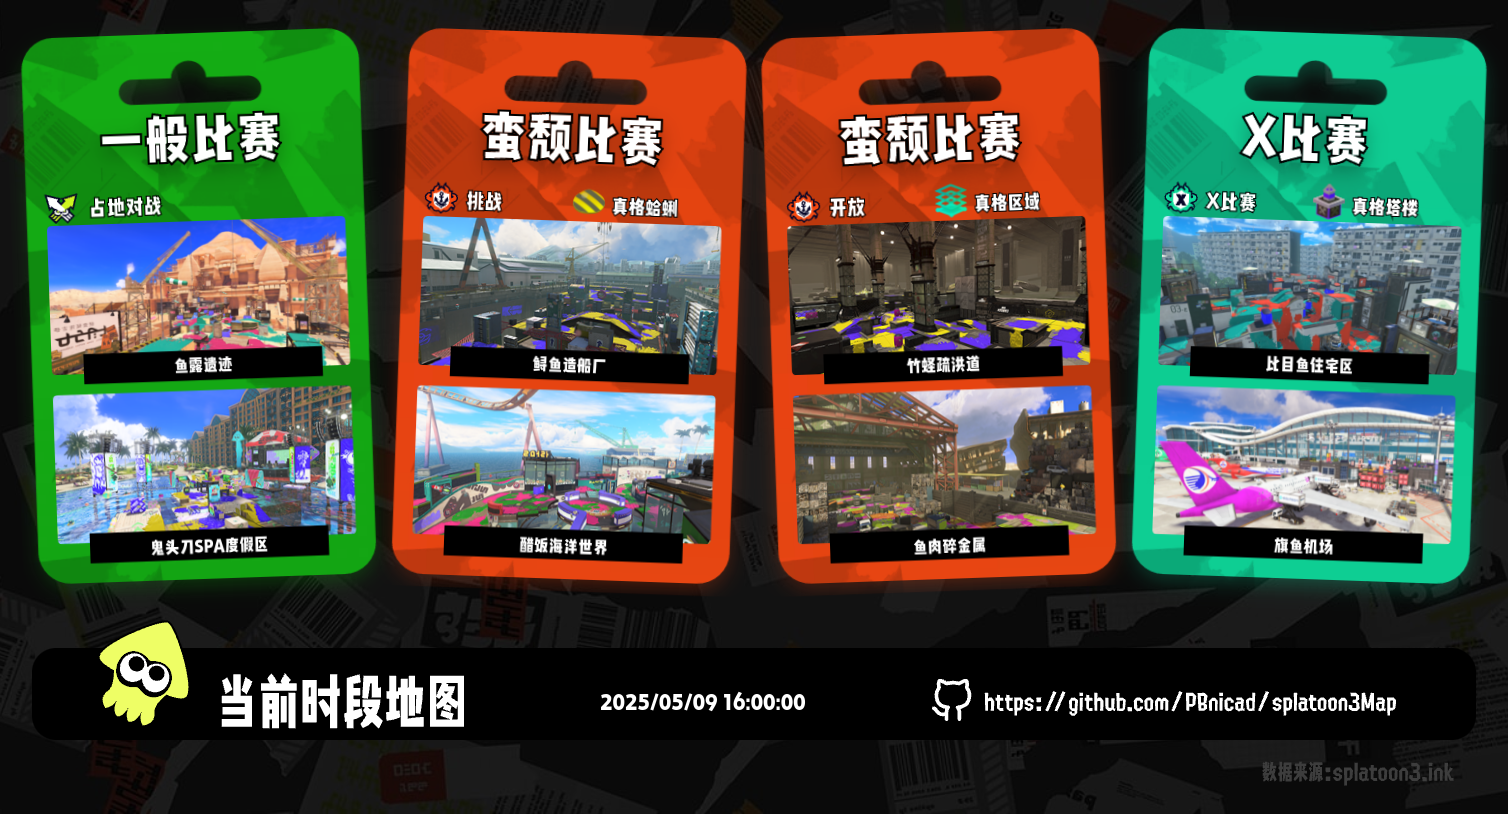 一般比赛
占地对战
鱼露遗迹
鬼头刀SPA度假区
蛮颓比赛
挑战
真格蛤蜊
鲟鱼造船厂
醋饭海洋世界
蛮颓比赛
开放
真格区域
竹蛏疏洪道
鱼肉碎金属
X比赛
X比赛
真格塔楼
比目鱼住宅区
旗鱼机场
当前时段地图
2025/05/09 16:00:00
https://github.com/PBnicad/splatoon3Map
数据来源:splatoon3.ink